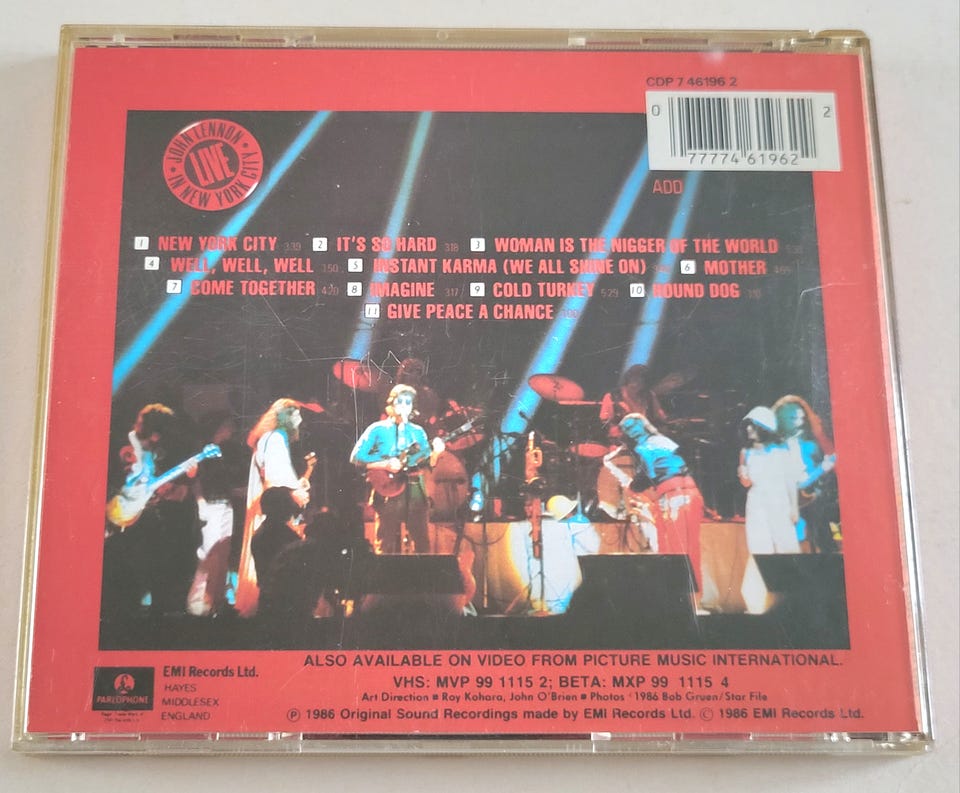 CDP 7 46196 2
0 77774 61962 2
ADD
JOHN LENNON • IN NEW YORK CITY •
LIVE
1 NEW YORK CITY 3:39 2 IT'S SO HARD 3:18 3 WOMAN IS THE NIGGER OF THE WORLD
4 WELL, WELL, WELL 3:50 5 INSTANT KARMA (WE ALL SHINE ON) 6 MOTHER
7 COME TOGETHER 4:20 8 IMAGINE 3:17 9 COLD TURKEY 5:29 10 HOUND DOG
11 GIVE PEACE A CHANCE 1:00
ALSO AVAILABLE ON VIDEO FROM PICTURE MUSIC INTERNATIONAL.
VHS: MVP 99 1115 2; BETA: MXP 99 1115 4
Art Direction ■ Roy Kohara, John O'Brien ■ Photos ' 1986 Bob Gruen/Star File
℗ 1986 Original Sound Recordings made by EMI Records Ltd. © 1986 EMI Records Ltd.
PARLOPHONE
EMI Records Ltd.
HAYES
MIDDLESEX
ENGLAND